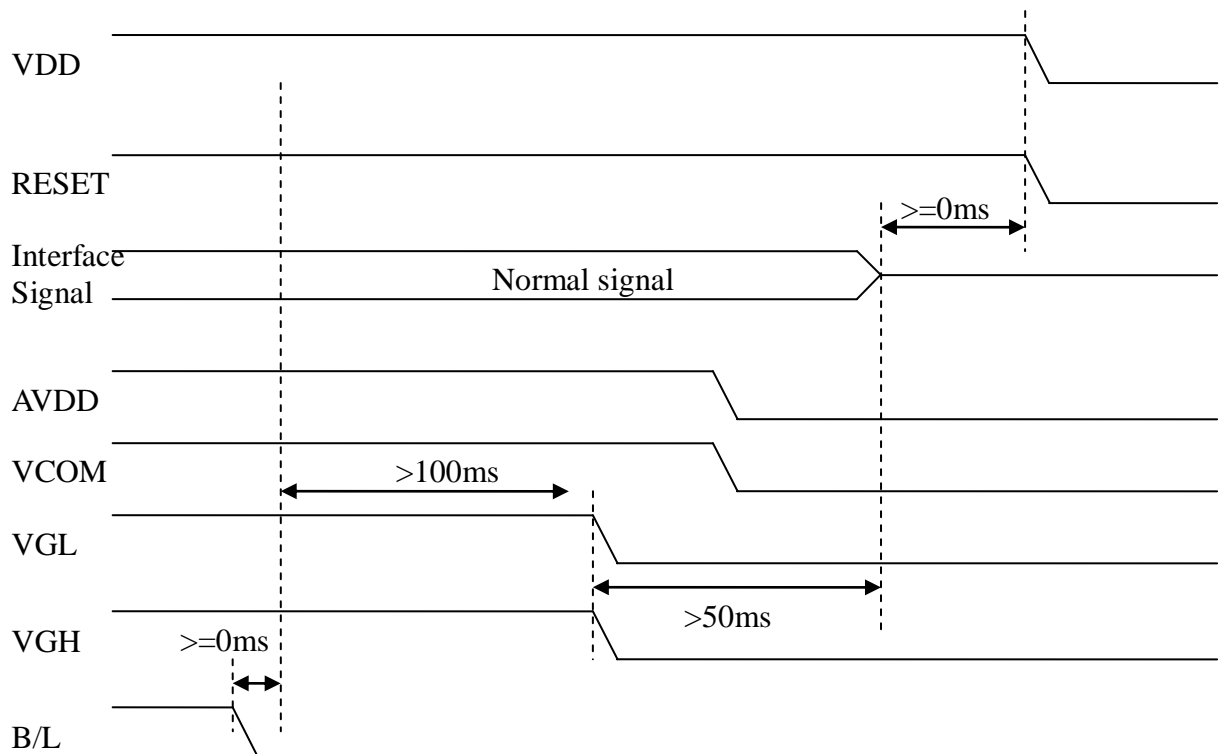 VDD
RESET
>=0ms
Interface
Signal
Normal signal
AVDD
VCOM
>100ms
VGL
>50ms
VGH
>=0ms
B/L